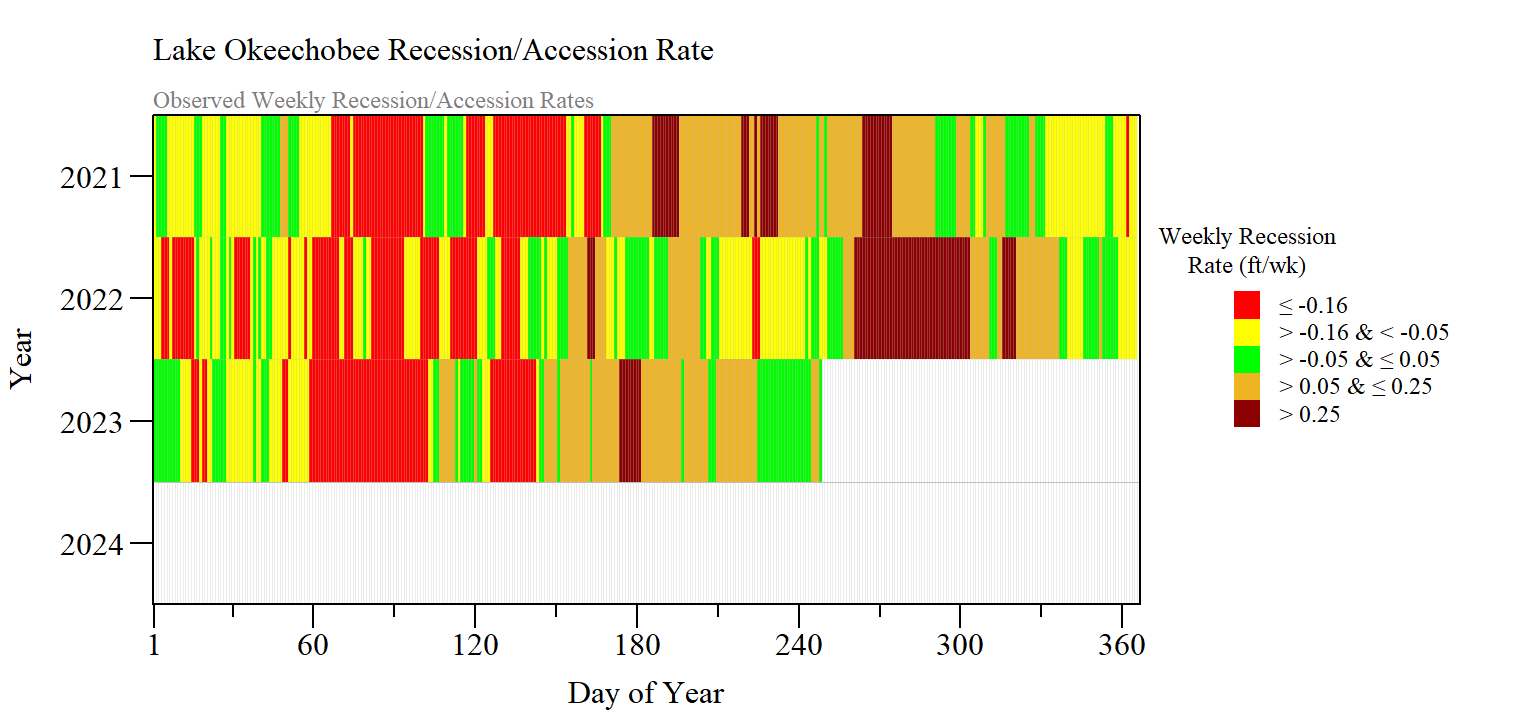 Lake Okeechobee Recession/Accession Rate
Observed Weekly Recession/Accession Rates
2021
2022
2023
2024
Year
1 60 120 180 240 300 360
Day of Year
Weekly Recession
Rate (ft/wk)
≤ -0.16
> -0.16 & < -0.05
> -0.05 & ≤ 0.05
> 0.05 & ≤ 0.25
> 0.25